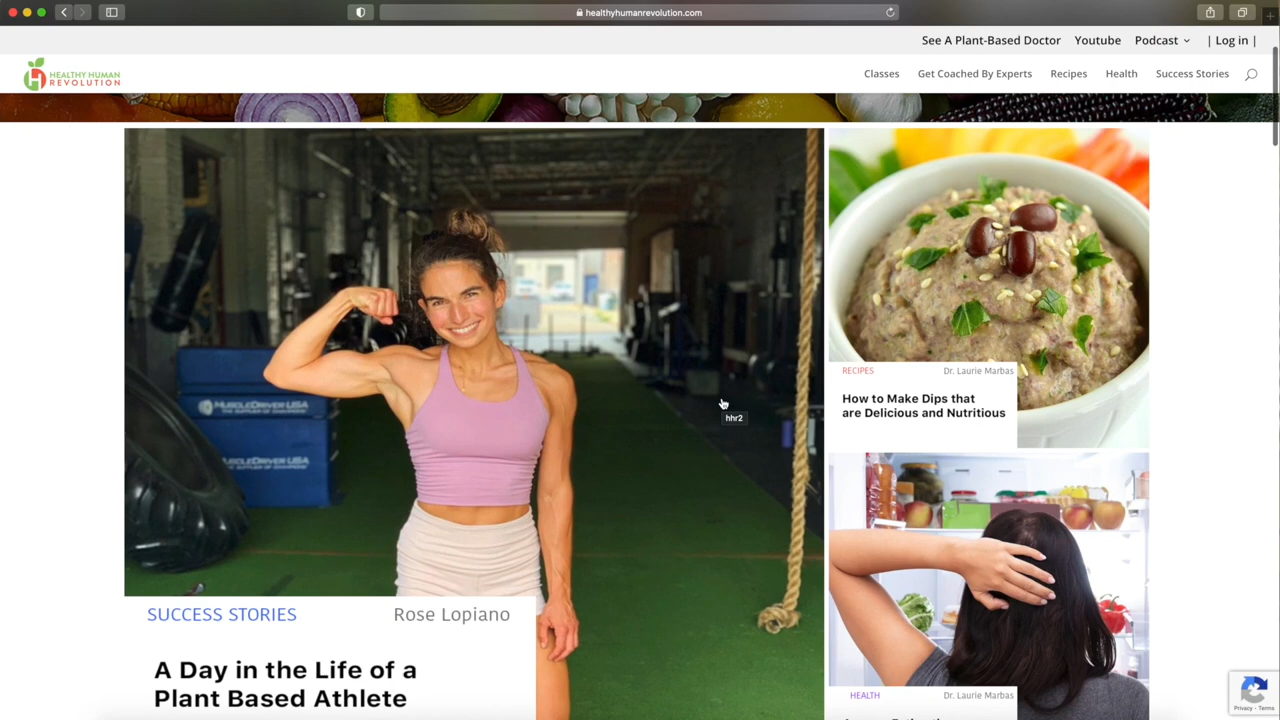 healthyhumanrevolution.com
See A Plant-Based Doctor Youtube Podcast | Log in |
HEALTHY HUMAN
REVOLUTION
Classes Get Coached By Experts Recipes Health Success Stories
MUSCLEDRIVER USA
MUSCLEDRIVER USA
hhr2
SUCCESS STORIES Rose Lopiano
A Day in the Life of a
Plant Based Athlete
RECIPES Dr. Laurie Marbas
How to Make Dips that
are Delicious and Nutritious
HEALTH Dr. Laurie Marbas
Privacy - Terms